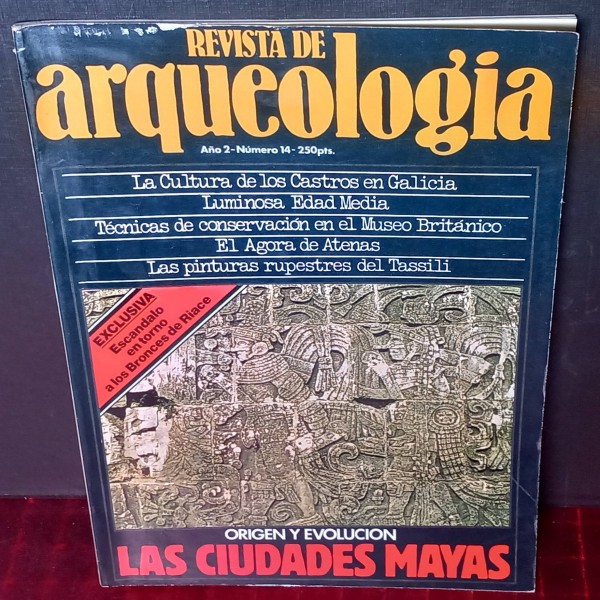 REVISTA DE
arqueologia
Año 2-Número 14-250pts.
La Cultura de los Castros en Galicia
Luminosa Edad Media
Técnicas de conservación en el Museo Británico
El Agora de Atenas
Las pinturas rupestres del Tassili
EXCLUSIVA
Escandalo
en torno
a los Bronces de Riace
ORIGEN Y EVOLUCION
LAS CIUDADES MAYAS